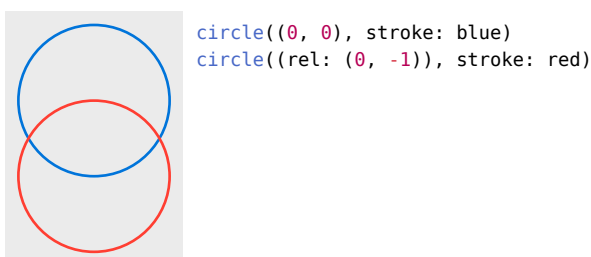 circle((0, 0), stroke: blue)
circle((rel: (0, -1)), stroke: red)